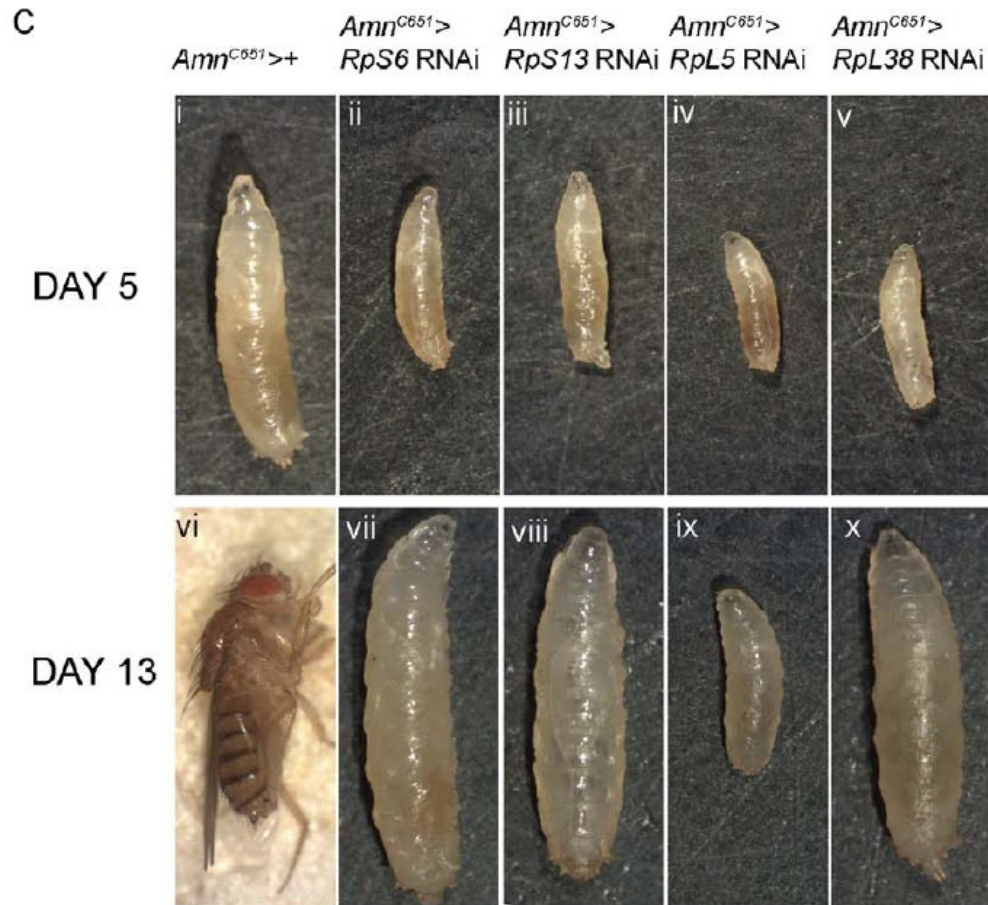 C
Amn^C651>+
Amn^C651>
RpS6 RNAi
Amn^C651>
RpS13 RNAi
Amn^C651>
RpL5 RNAi
Amn^C651>
RpL38 RNAi
DAY 5
i
ii
iii
iv
v
DAY 13
vi
vii
viii
ix
x